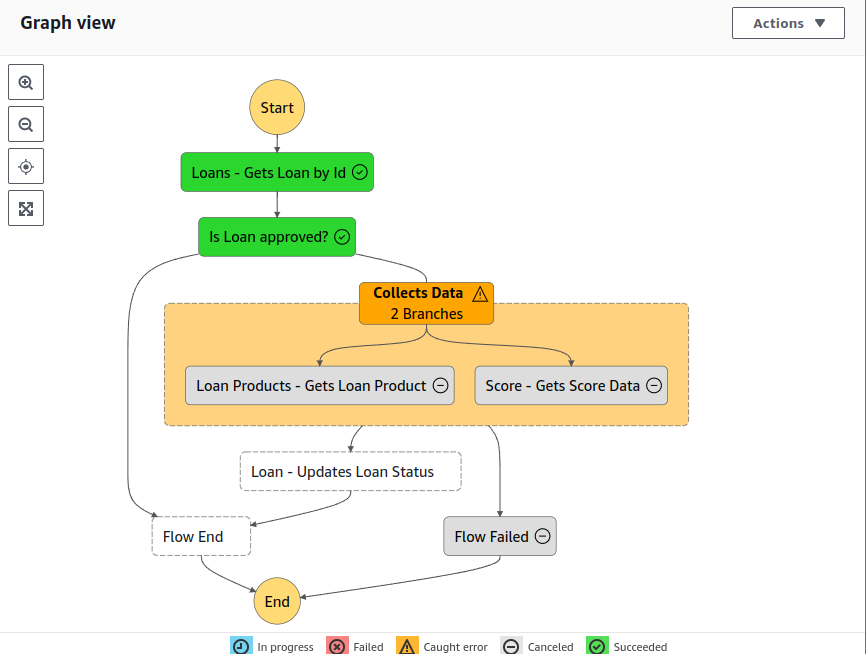 Graph view
Actions
Start
Loans - Gets Loan by Id
Is Loan approved?
Collects Data
2 Branches
Loan Products - Gets Loan Product
Score - Gets Score Data
Loan - Updates Loan Status
Flow End
Flow Failed
End
In progress
Failed
Caught error
Canceled
Succeeded